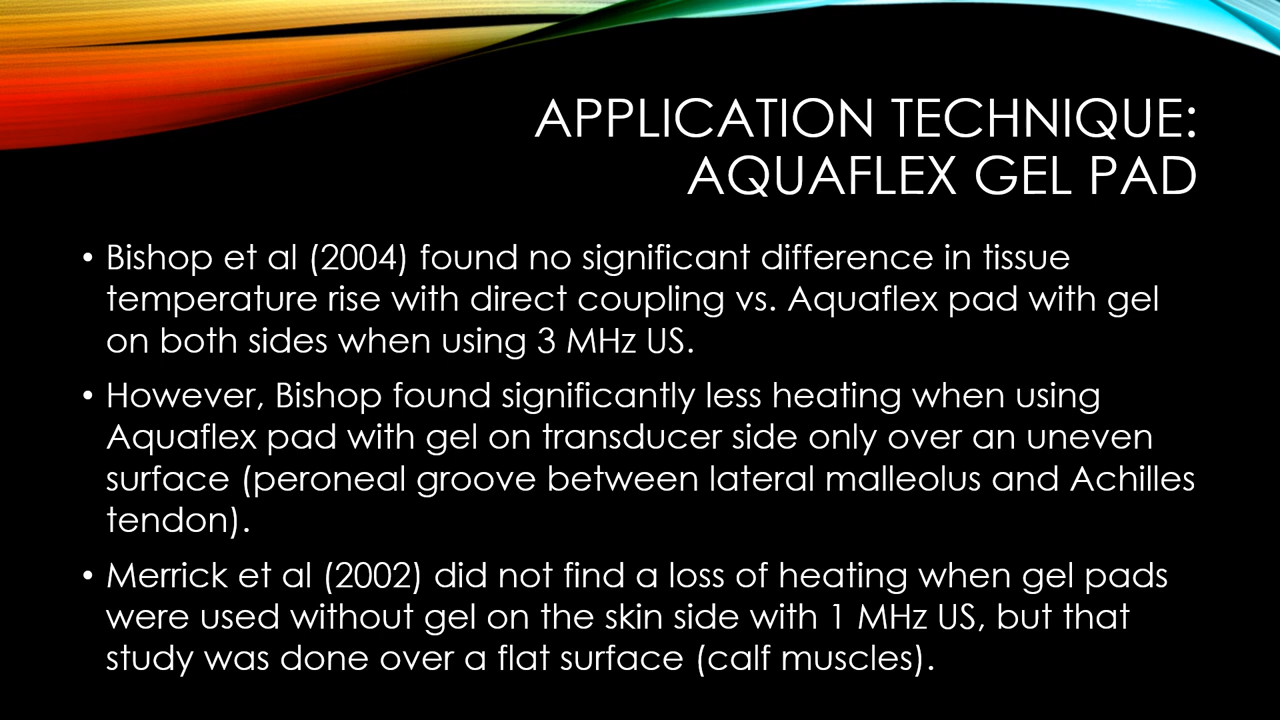 APPLICATION TECHNIQUE:
AQUAFLEX GEL PAD
• Bishop et al (2004) found no significant difference in tissue
temperature rise with direct coupling vs. Aquaflex pad with gel
on both sides when using 3 MHz US.
• However, Bishop found significantly less heating when using
Aquaflex pad with gel on transducer side only over an uneven
surface (peroneal groove between lateral malleolus and Achilles
tendon).
• Merrick et al (2002) did not find a loss of heating when gel pads
were used without gel on the skin side with 1 MHz US, but that
study was done over a flat surface (calf muscles).